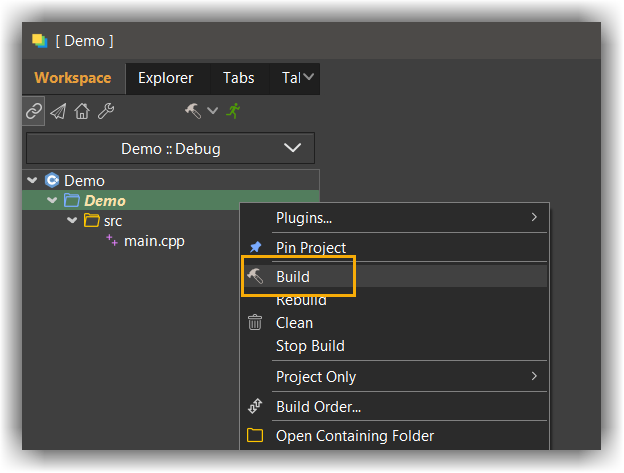 [ Demo ]
Workspace Explorer Tabs Tal
Demo :: Debug
Demo
Demo
src
main.cpp
Plugins...
Pin Project
Build
Rebuild
Clean
Stop Build
Project Only
Build Order...
Open Containing Folder